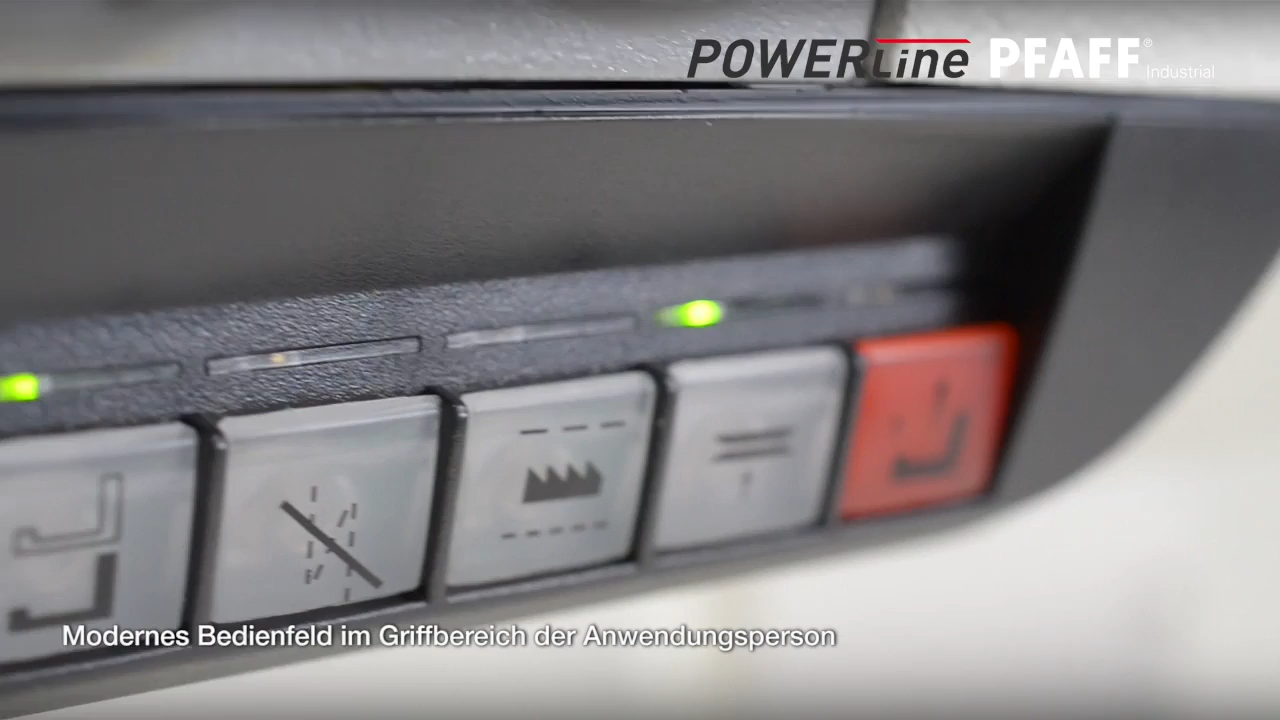 POWERLine PFAFF® Industrial
Modernes Bedienfeld im Griffbereich der Anwendungsperson